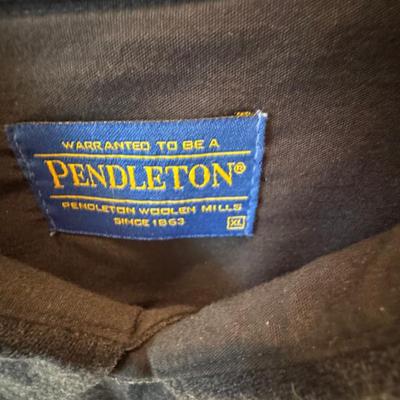 WARRANTED TO BE A
PENDLETON®
PENDLETON WOOLEN MILLS
SINCE 1863
XL